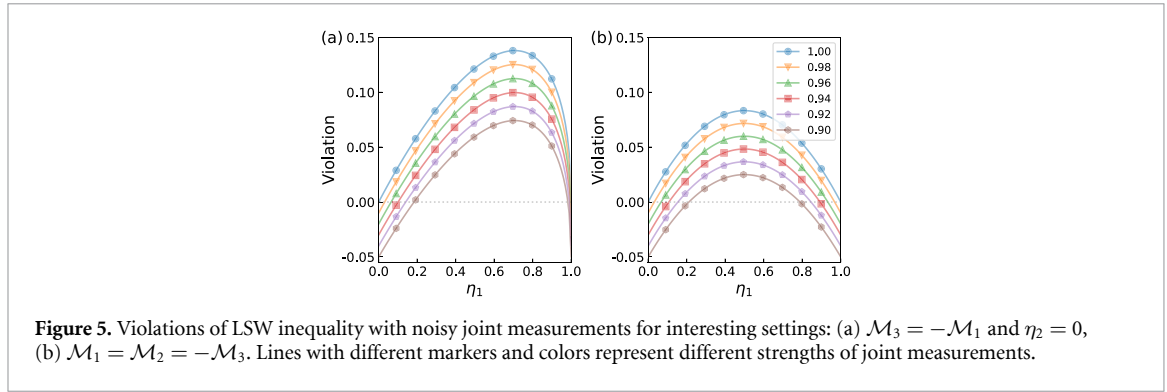 (a)
0.15
0.10
0.05
0.00
-0.05
Violation
0.0 0.2 0.4 0.6 0.8 1.0
η1
(b)
0.15
0.10
0.05
0.00
-0.05
Violation
0.0 0.2 0.4 0.6 0.8 1.0
η1
1.00
0.98
0.96
0.94
0.92
0.90
Figure 5. Violations of LSW inequality with noisy joint measurements for interesting settings: (a) ℳ₃ = −ℳ₁ and η₂ = 0,
(b) ℳ₁ = ℳ₂ = −ℳ₃. Lines with different markers and colors represent different strengths of joint measurements.